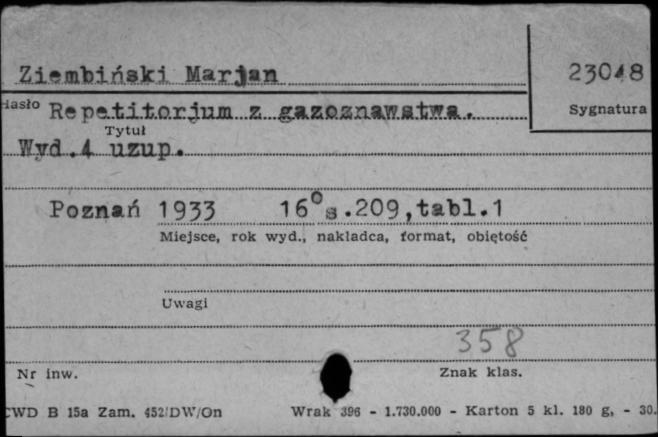 Ziembiński Marjan
23048
Hasło
Sygnatura
Repetitorjum z gazoznawstwa.
Tytuł
Wyd.4 uzup.
Poznań 1933 16° s.209,tabl.1
Miejsce, rok wyd., nakładca, format, objętość
Uwagi
358
Nr inw.
Znak klas.
CWD B 15a Zam. 452/DW/On Wrak 396 - 1.730.000 - Karton 5 kl. 180 g, - 30.